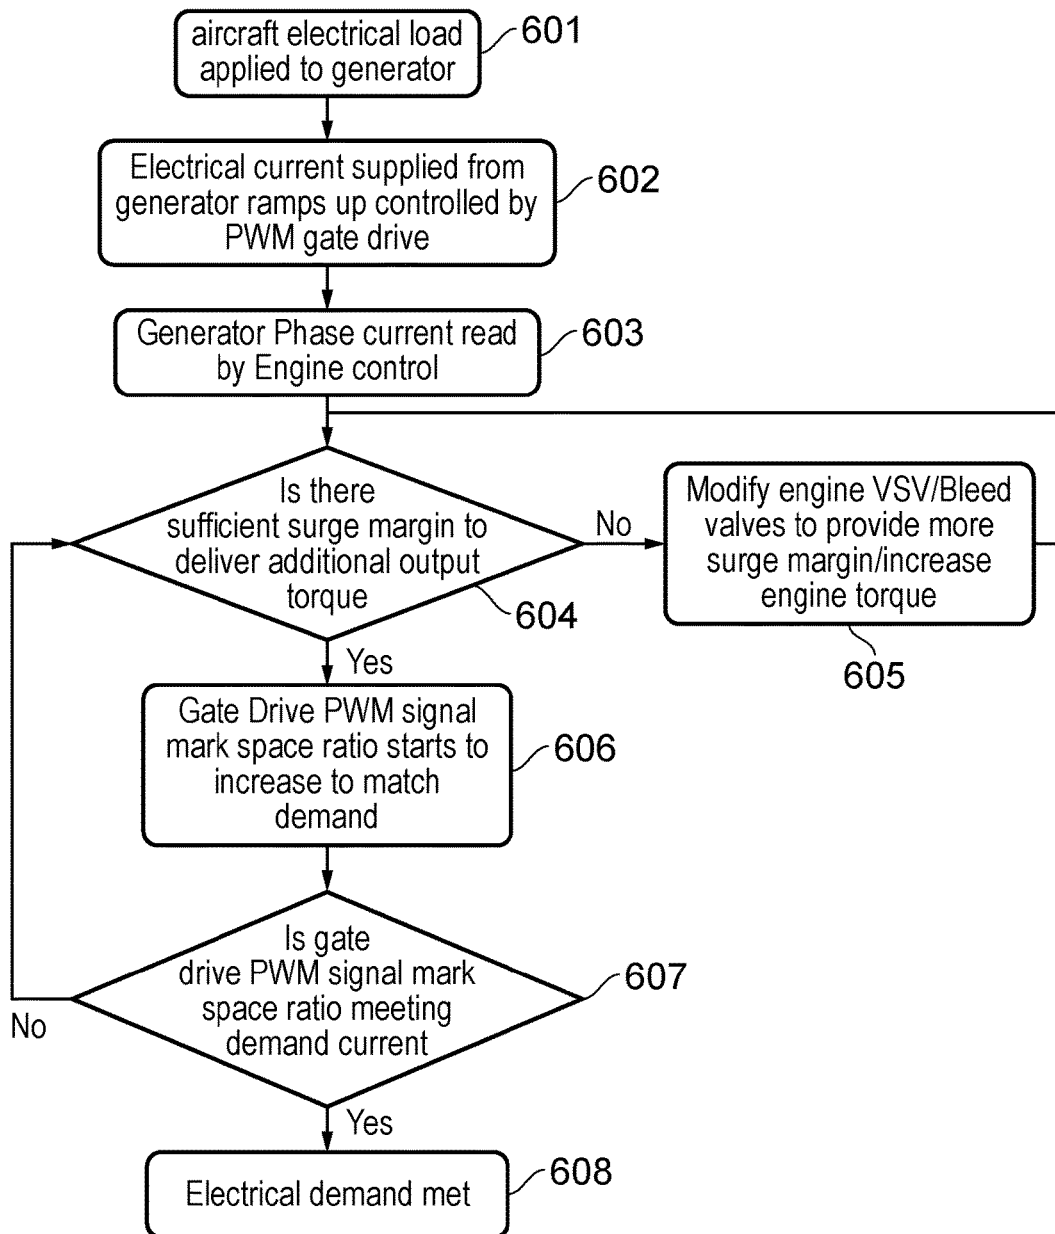 aircraft electrical load
applied to generator
601
Electrical current supplied from
generator ramps up controlled by
PWM gate drive
602
Generator Phase current read
by Engine control
603
Is there
sufficient surge margin to
deliver additional output
torque
604
No
Modify engine VSV/Bleed
valves to provide more
surge margin/increase
engine torque
605
Yes
Gate Drive PWM signal
mark space ratio starts to
increase to match
demand
606
Is gate
drive PWM signal mark
space ratio meeting
demand current
607
No
Yes
Electrical demand met
608